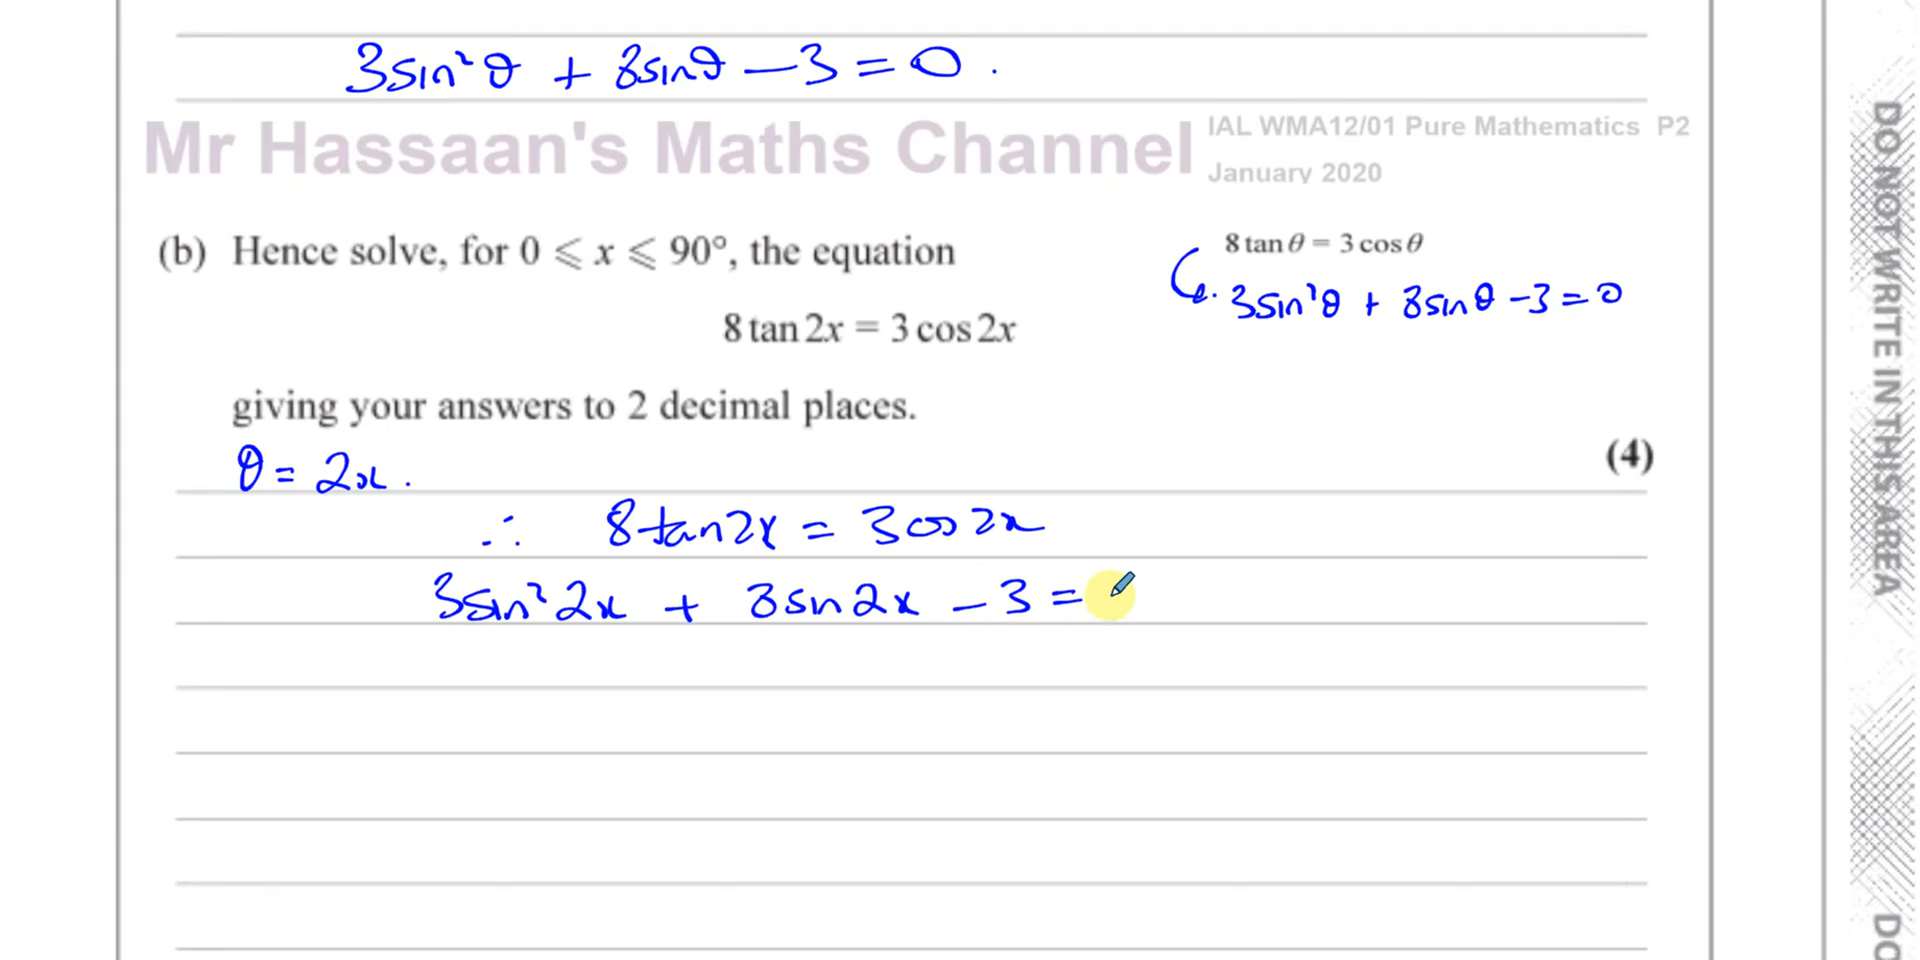 3sin²θ + 8sinθ − 3 = 0 .
Mr Hassaan's Maths Channel
IAL WMA12/01 Pure Mathematics P2
January 2020
(b) Hence solve, for 0 ⩽ x ⩽ 90°, the equation
8 tan θ = 3 cos θ
3sin²θ + 8sinθ − 3 = 0
8 tan 2x = 3 cos 2x
giving your answers to 2 decimal places.
(4)
θ = 2x .
∴ 8tan2x = 3cos2x
3sin²2x + 8sin2x − 3 =
DO NOT WRITE IN THIS AREA
DO